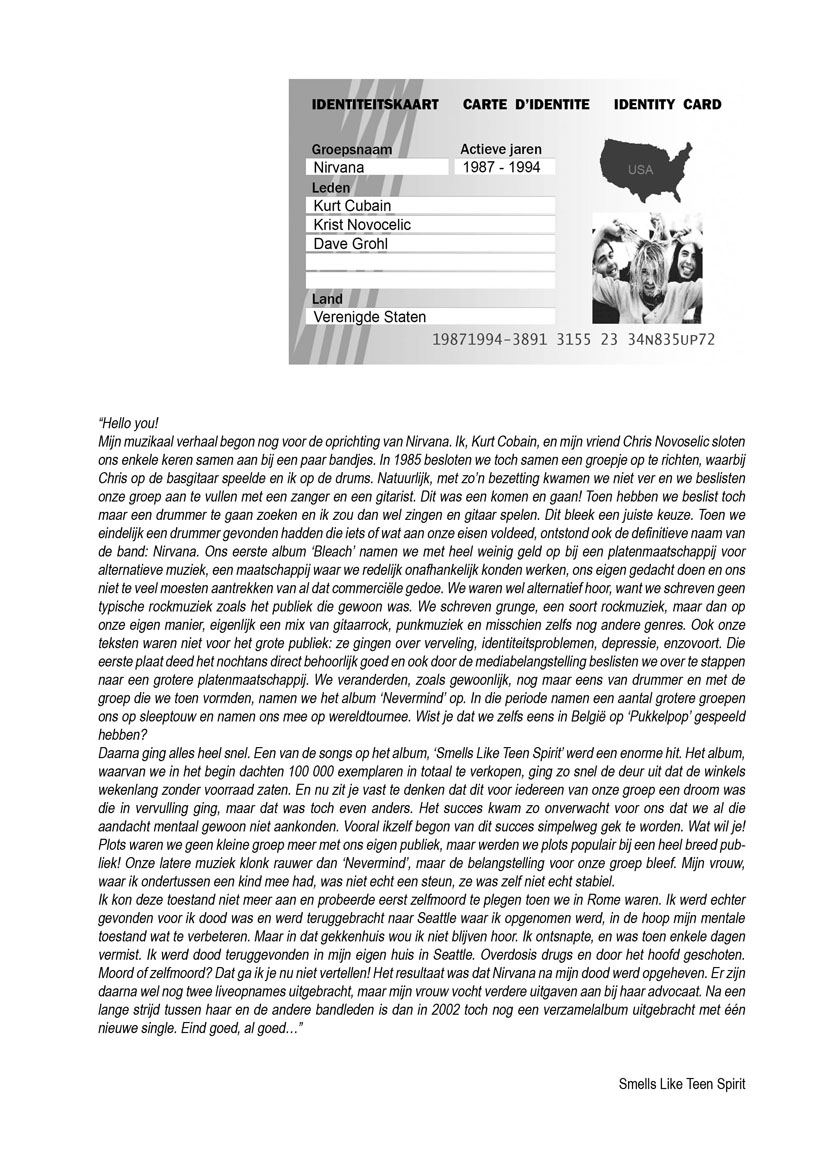 IDENTITEITSKAART CARTE D'IDENTITE IDENTITY CARD
Groepsnaam Actieve jaren
Nirvana 1987 - 1994
USA
Leden
Kurt Cubain
Krist Novocelic
Dave Grohl
Land
Verenigde Staten
19871994-3891 3155 23 34N835UP72
“Hello you!
Mijn muzikaal verhaal begon nog voor de oprichting van Nirvana. Ik, Kurt Cobain, en mijn vriend Chris Novoselic sloten
ons enkele keren samen aan bij een paar bandjes. In 1985 besloten we toch samen een groepje op te richten, waarbij
Chris op de basgitaar speelde en ik op de drums. Natuurlijk, met zo’n bezetting kwamen we niet ver en we beslisten
onze groep aan te vullen met een zanger en een gitarist. Dit was een komen en gaan! Toen hebben we beslist toch
maar een drummer te gaan zoeken en ik zou dan wel zingen en gitaar spelen. Dit bleek een juiste keuze. Toen we
eindelijk een drummer gevonden hadden die iets of wat aan onze eisen voldeed, ontstond ook de definitieve naam van
de band: Nirvana. Ons eerste album ‘Bleach’ namen we met heel weinig geld op bij een platenmaatschappij voor
alternatieve muziek, een maatschappij waar we redelijk onafhankelijk konden werken, ons eigen gedacht doen en ons
niet te veel moesten aantrekken van al dat commerciële gedoe. We waren wel alternatief hoor, want we schreven geen
typische rockmuziek zoals het publiek die gewoon was. We schreven grunge, een soort rockmuziek, maar dan op
onze eigen manier, eigenlijk een mix van gitaarrock, punkmuziek en misschien zelfs nog andere genres. Ook onze
teksten waren niet voor het grote publiek: ze gingen over verveling, identiteitsproblemen, depressie, enzovoort. Die
eerste plaat deed het nochtans direct behoorlijk goed en ook door de mediabelangstelling beslisten we over te stappen
naar een grotere platenmaatschappij. We veranderden, zoals gewoonlijk, nog maar eens van drummer en met de
groep die we toen vormden, namen we het album ‘Nevermind’ op. In die periode namen een aantal grotere groepen
ons op sleeptouw en namen ons mee op wereldtournee. Wist je dat we zelfs eens in België op ‘Pukkelpop’ gespeeld
hebben?
Daarna ging alles heel snel. Een van de songs op het album, ‘Smells Like Teen Spirit’ werd een enorme hit. Het album,
waarvan we in het begin dachten 100 000 exemplaren in totaal te verkopen, ging zo snel de deur uit dat de winkels
wekenlang zonder voorraad zaten. En nu zit je vast te denken dat dit voor iedereen van onze groep een droom was
die in vervulling ging, maar dat was toch even anders. Het succes kwam zo onverwacht voor ons dat we al die
aandacht mentaal gewoon niet aankonden. Vooral ikzelf begon van dit succes simpelweg gek te worden. Wat wil je!
Plots waren we geen kleine groep meer met ons eigen publiek, maar werden we plots populair bij een heel breed pub-
liek! Onze latere muziek klonk rauwer dan ‘Nevermind’, maar de belangstelling voor onze groep bleef. Mijn vrouw,
waar ik ondertussen een kind mee had, was niet echt een steun, ze was zelf niet echt stabiel.
Ik kon deze toestand niet meer aan en probeerde eerst zelfmoord te plegen toen we in Rome waren. Ik werd echter
gevonden voor ik dood was en werd teruggebracht naar Seattle waar ik opgenomen werd, in de hoop mijn mentale
toestand wat te verbeteren. Maar in dat gekkenhuis wou ik niet blijven hoor. Ik ontsnapte, en was toen enkele dagen
vermist. Ik werd dood teruggevonden in mijn eigen huis in Seattle. Overdosis drugs en door het hoofd geschoten.
Moord of zelfmoord? Dat ga ik je nu niet vertellen! Het resultaat was dat Nirvana na mijn dood werd opgeheven. Er zijn
daarna wel nog twee liveopnames uitgebracht, maar mijn vrouw vocht verdere uitgaven aan bij haar advocaat. Na een
lange strijd tussen haar en de andere bandleden is dan in 2002 toch nog een verzamelalbum uitgebracht met één
nieuwe single. Eind goed, al goed…”
Smells Like Teen Spirit